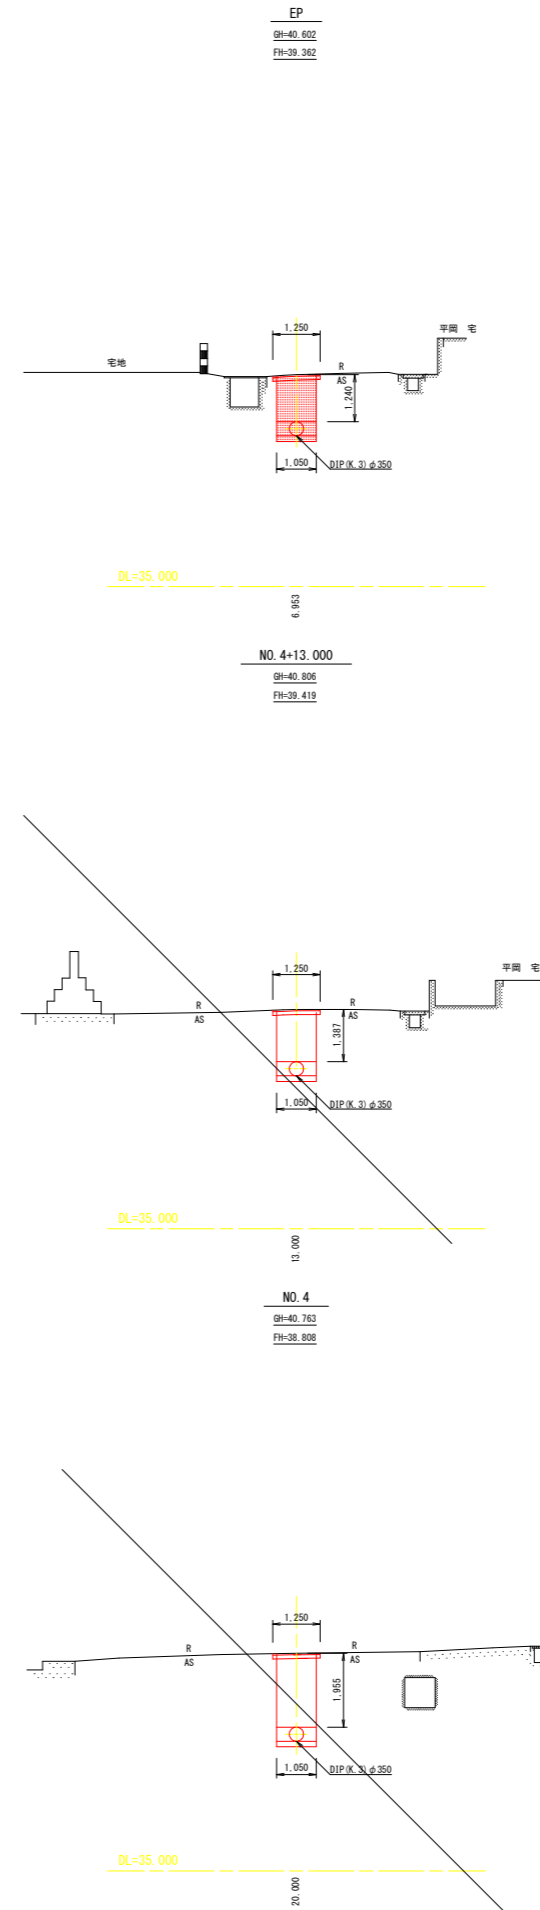 EP
GH=40.602
FH=39.362
1,250
平岡 宅
宅地
R
AS
1,240
1,050
DIP(K.3)φ350
DL=35.000
6.953
NO.4+13.000
GH=40.806
FH=39.419
1,250
平岡 宅
R
R
AS
AS
1,387
1,050
DIP(K.3)φ350
DL=35.000
13.000
NO.4
GH=40.763
FH=38.808
1,250
R
R
AS
AS
1,955
1,050
DIP(K.3)φ350
DL=35.000
20.000